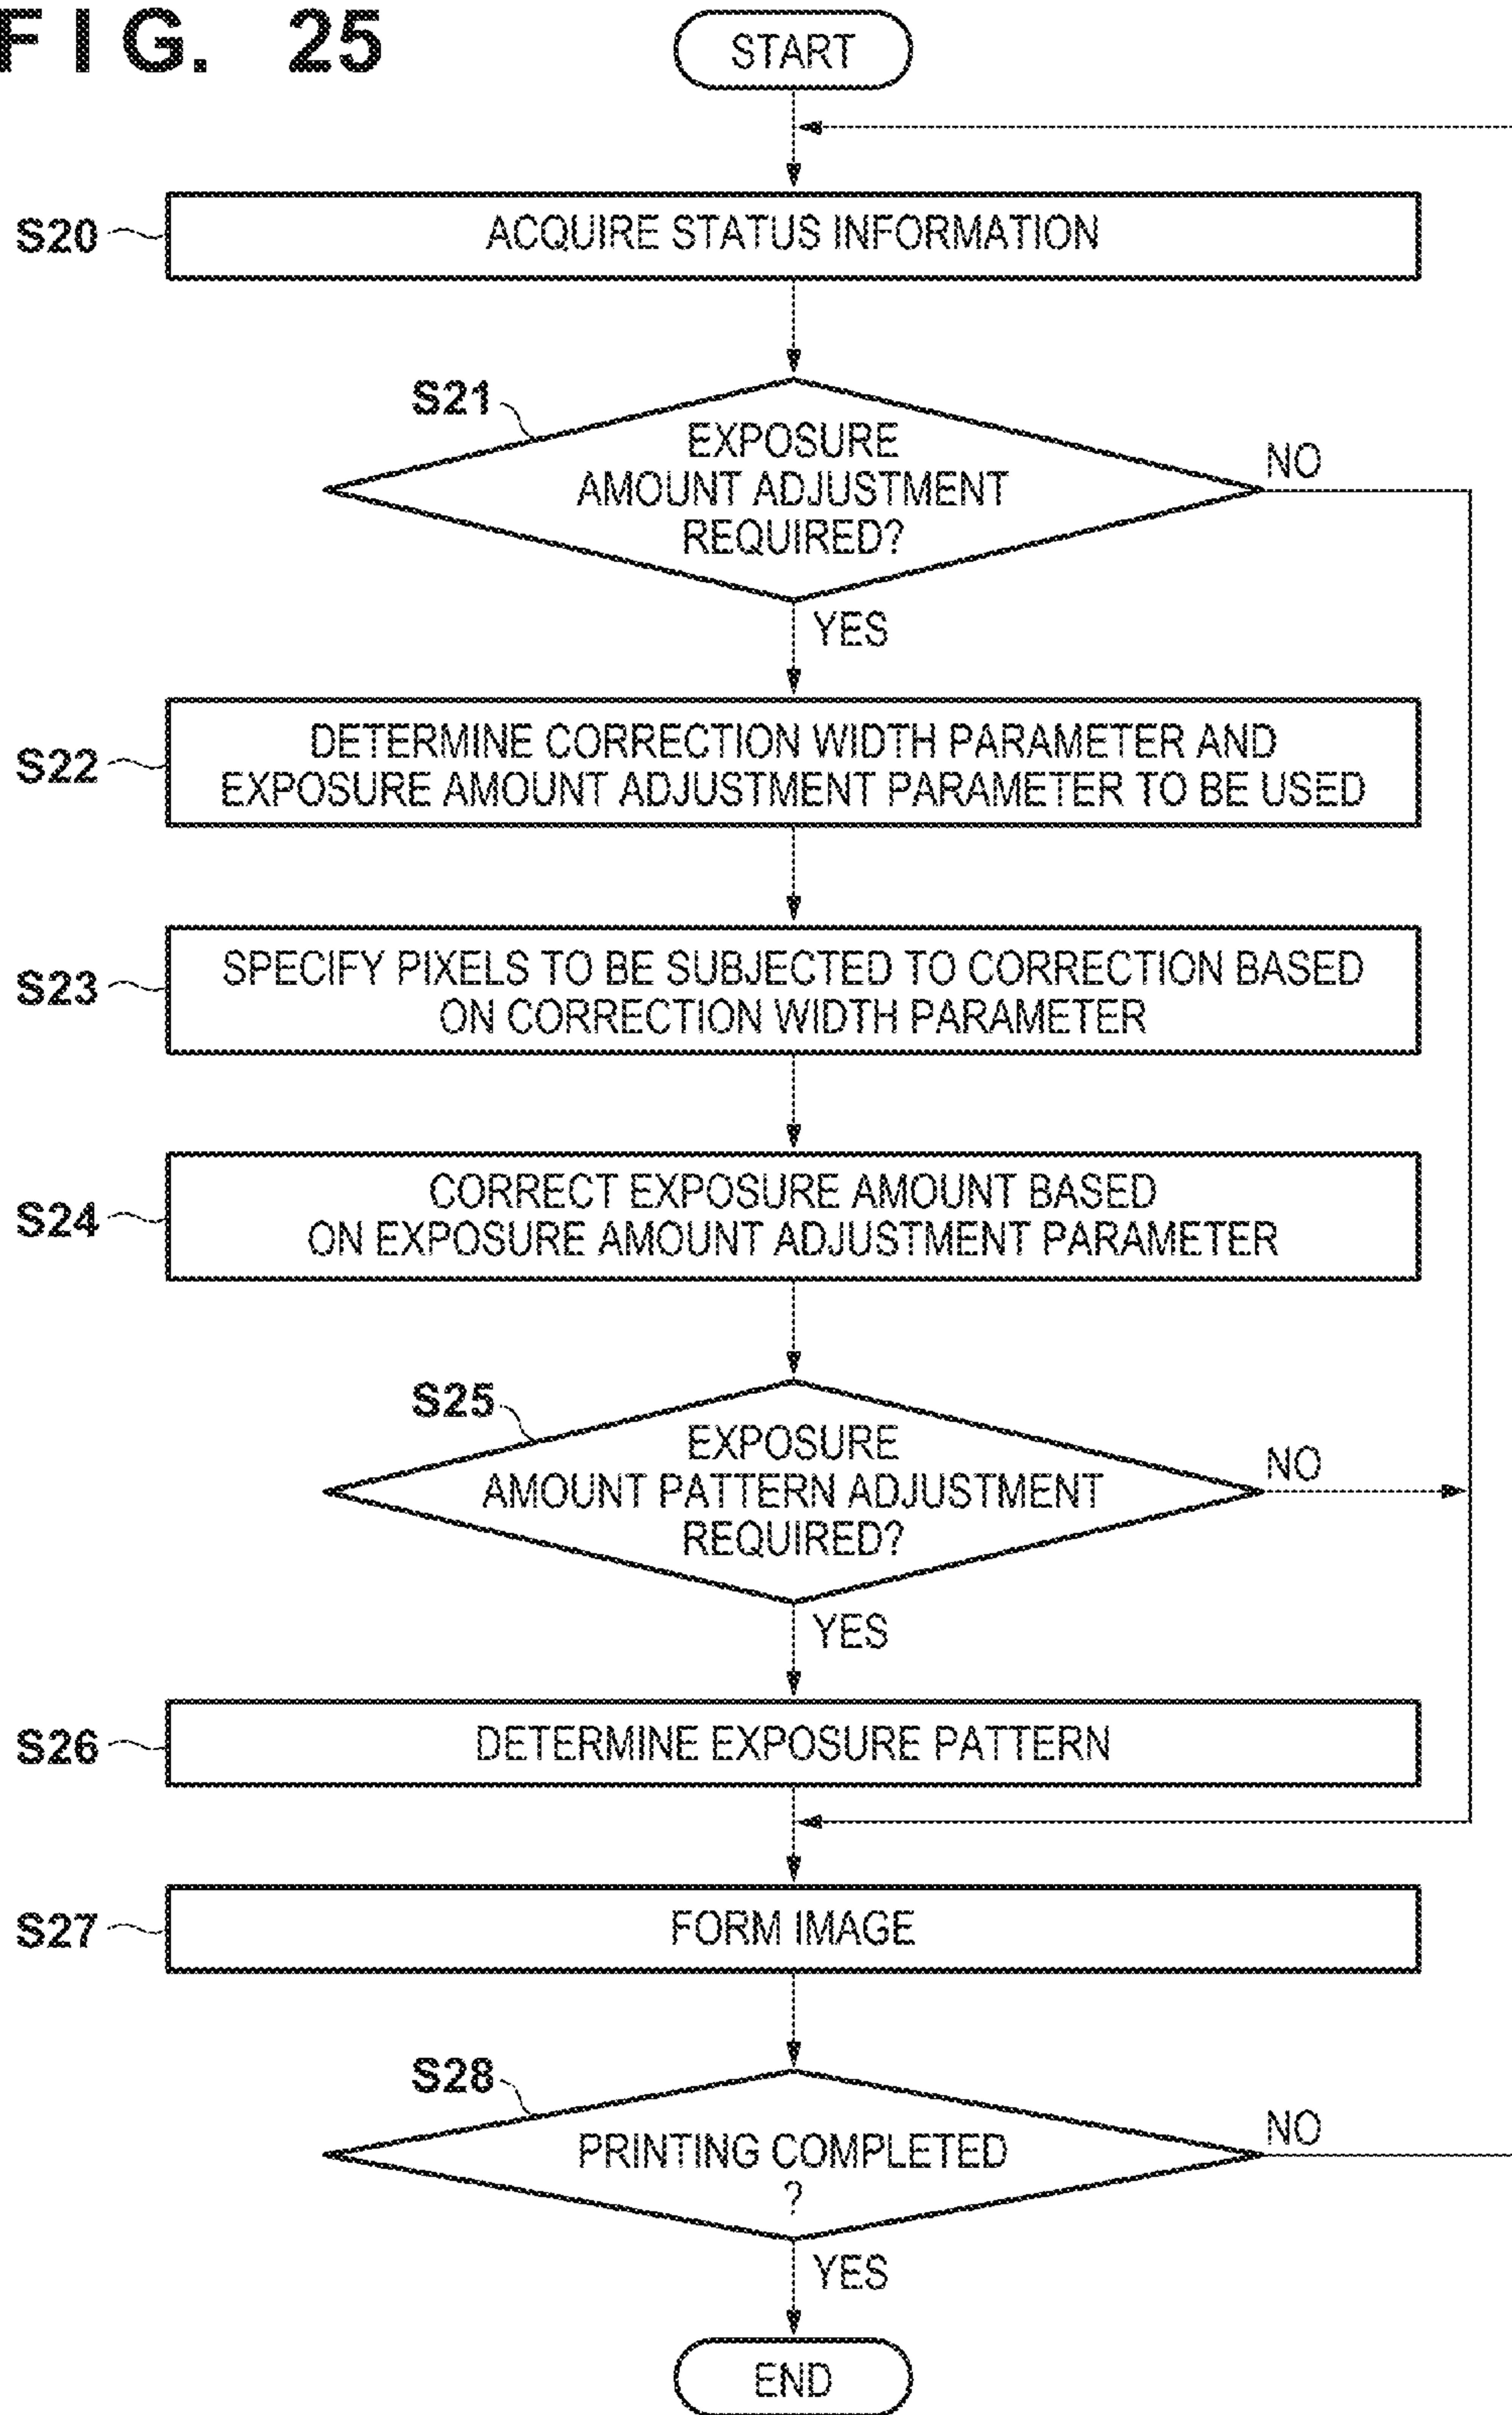 FIG. 25
START
S20
ACQUIRE STATUS INFORMATION
S21
EXPOSURE
AMOUNT ADJUSTMENT
REQUIRED?
NO
YES
S22
DETERMINE CORRECTION WIDTH PARAMETER AND
EXPOSURE AMOUNT ADJUSTMENT PARAMETER TO BE USED
S23
SPECIFY PIXELS TO BE SUBJECTED TO CORRECTION BASED
ON CORRECTION WIDTH PARAMETER
S24
CORRECT EXPOSURE AMOUNT BASED
ON EXPOSURE AMOUNT ADJUSTMENT PARAMETER
S25
EXPOSURE
AMOUNT PATTERN ADJUSTMENT
REQUIRED?
NO
YES
S26
DETERMINE EXPOSURE PATTERN
S27
FORM IMAGE
S28
PRINTING COMPLETED
?
NO
YES
END